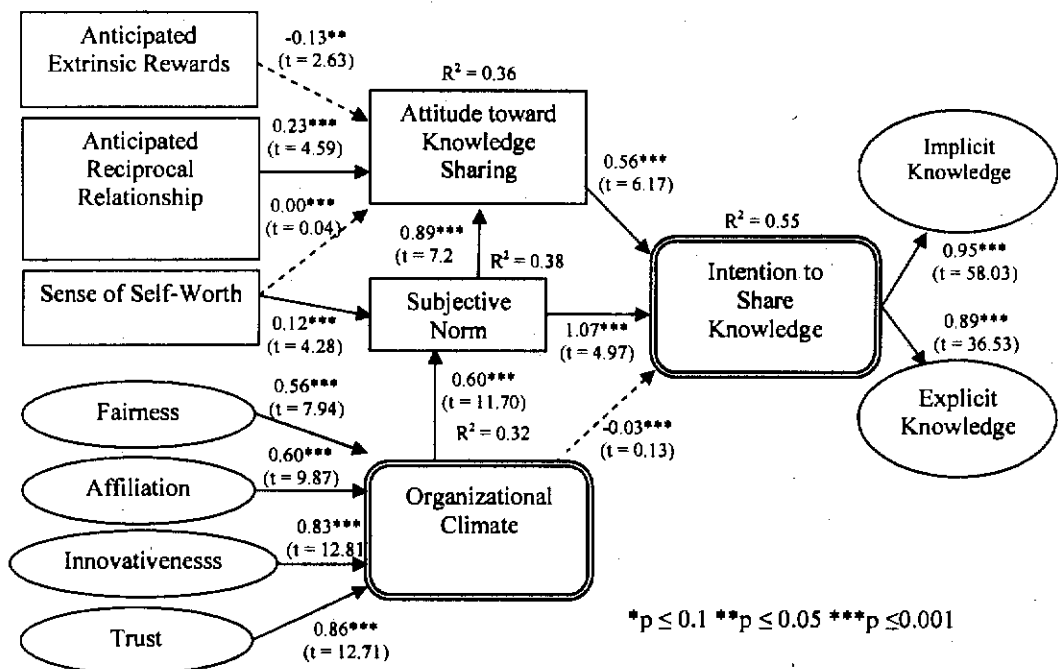 Anticipated
Extrinsic Rewards
-0.13**
(t = 2.63)
R² = 0.36
Attitude toward
Knowledge
Sharing
Anticipated
Reciprocal
Relationship
0.23***
(t = 4.59)
0.00***
(t = 0.04)
0.56***
(t = 6.17)
Implicit
Knowledge
0.89***
(t = 7.2
R² = 0.38
R² = 0.55
Sense of Self-Worth
0.12***
(t = 4.28)
Subjective
Norm
1.07***
(t = 4.97)
Intention to
Share
Knowledge
0.95***
(t = 58.03)
0.89***
(t = 36.53)
Explicit
Knowledge
Fairness
0.56***
(t = 7.94)
0.60***
(t = 11.70)
R² = 0.32
-0.03***
(t = 0.13)
Affiliation
0.60***
(t = 9.87)
Organizational
Climate
Innovativenesss
0.83***
(t = 12.81
Trust
0.86***
(t = 12.71)
*p ≤ 0.1 **p ≤ 0.05 ***p ≤0.001